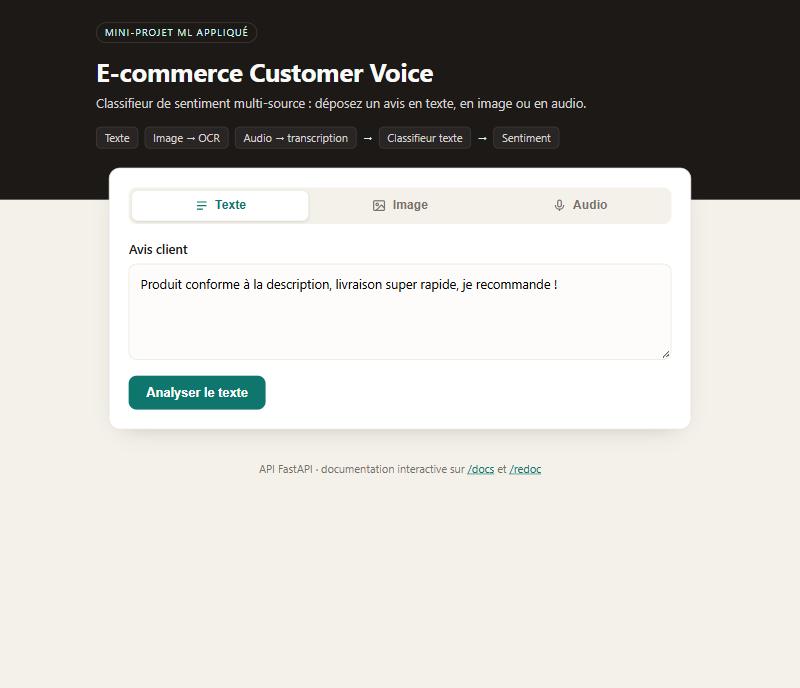 MINI-PROJET ML APPLIQUÉ
E-commerce Customer Voice
Classifieur de sentiment multi-source : déposez un avis en texte, en image ou en audio.
Texte Image → OCR Audio → transcription → Classifieur texte → Sentiment
Texte Image Audio
Avis client
Produit conforme à la description, livraison super rapide, je recommande !
Analyser le texte
API FastAPI · documentation interactive sur /docs et /redoc